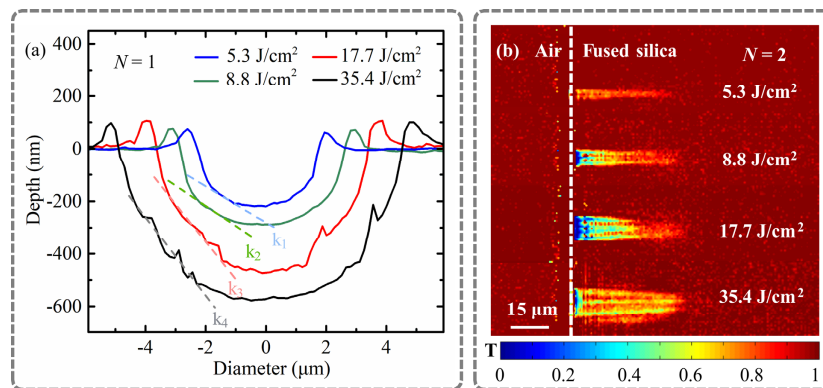 (a)
N = 1
5.3 J/cm²
17.7 J/cm²
8.8 J/cm²
35.4 J/cm²
400
200
0
-200
-400
-600
Depth (nm)
k₁
k₂
k₃
k₄
-4
-2
0
2
4
Diameter (μm)
(b)
Air
Fused silica
N = 2
5.3 J/cm²
8.8 J/cm²
17.7 J/cm²
35.4 J/cm²
15 μm
T
0
0.2
0.4
0.6
0.8
1